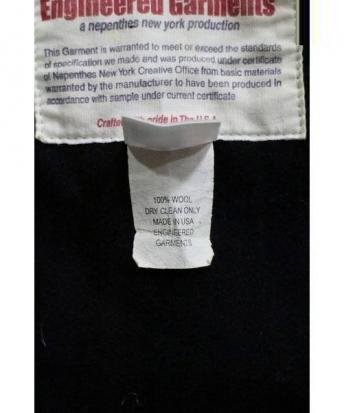 Engineered Garments
a nepenthes new york production
This Garment is warranted to meet or exceed the standards
of specification we made and was produced under certificate
of Nepenthes New York Creative Office from basic materials
warranted by the manufacturer to have been produced in
accordance with sample under current certificate
pride in The U.S.A
100% WOOL
DRY CLEAN ONLY
MADE IN USA
ENGINEERED
GARMENTS